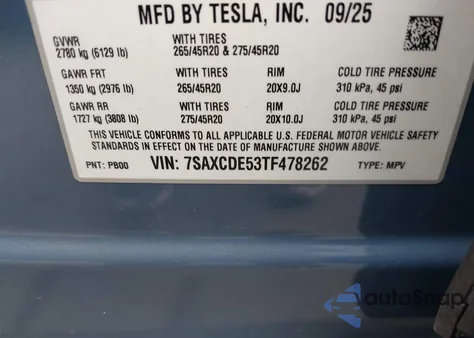 MFD BY TESLA, INC. 09/25
GVWR WITH TIRES
2780 kg (6129 lb) 265/45R20 & 275/45R20
GAWR FRT WITH TIRES RIM COLD TIRE PRESSURE
1350 kg (2976 lb) 265/45R20 20X9.0J 310 kPa, 45 psi
GAWR RR WITH TIRES RIM COLD TIRE PRESSURE
1727 kg (3808 lb) 275/45R20 20X10.0J 310 kPa, 45 psi
THIS VEHICLE CONFORMS TO ALL APPLICABLE U.S. FEDERAL MOTOR VEHICLE SAFETY
STANDARDS IN EFFECT ON THE DATE OF MANUFACTURE SHOWN ABOVE.
PNT: PB00 VIN: 7SAXCDE53TF478262 TYPE: MPV
autoSnap